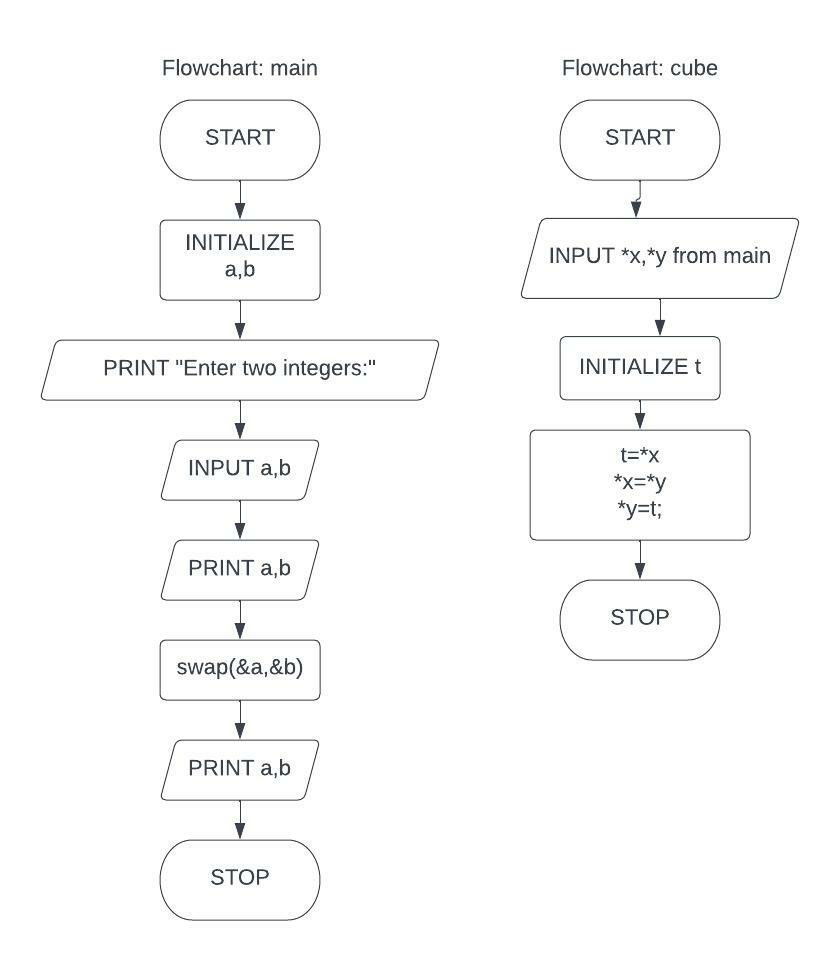 Flowchart: main
START
INITIALIZE
a,b
PRINT "Enter two integers:"
INPUT a,b
PRINT a,b
swap(&a,&b)
PRINT a,b
STOP
Flowchart: cube
START
INPUT *x,*y from main
INITIALIZE t
t=*x
*x=*y
*y=t;
STOP